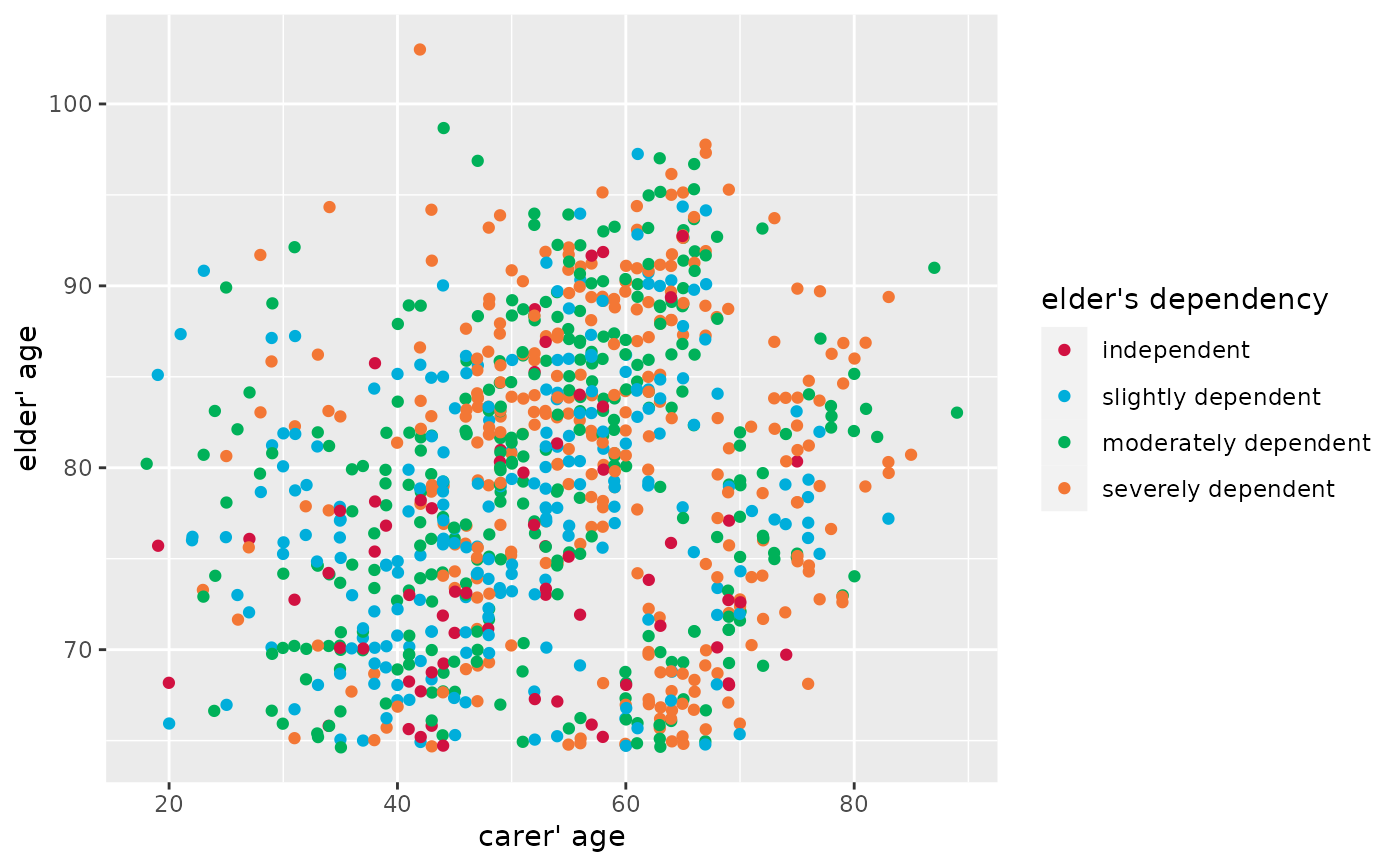 100
90
80
70
elder' age
20
40
60
80
carer' age
elder's dependency
independent
slightly dependent
moderately dependent
severely dependent